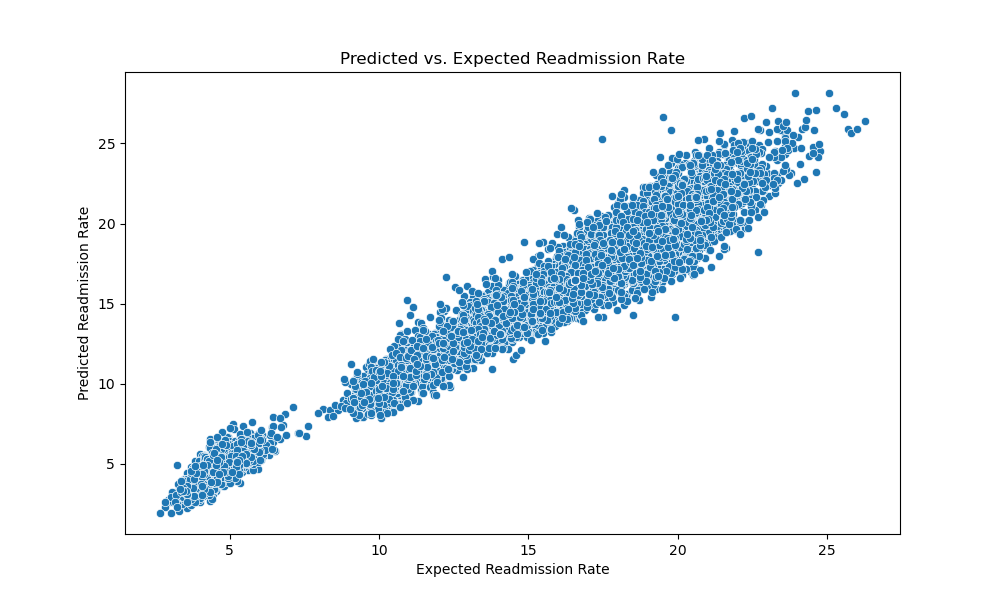 Predicted vs. Expected Readmission Rate
Predicted Readmission Rate
25
20
15
10
5
5 10 15 20 25
Expected Readmission Rate